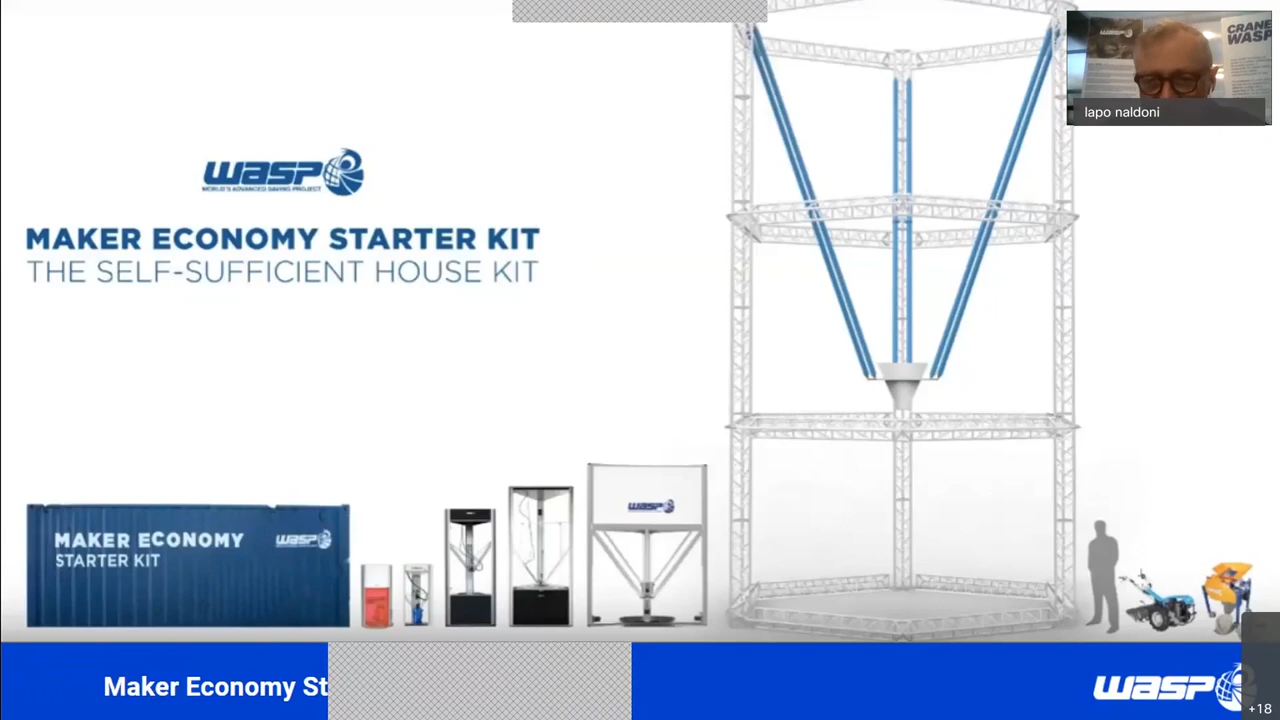 WASP
WORLD'S ADVANCED SAVING PROJECT
MAKER ECONOMY STARTER KIT
THE SELF-SUFFICIENT HOUSE KIT
CRANE
WASP
lapo naldoni
WASP
MAKER ECONOMY
STARTER KIT
WASP
Maker Economy St
WASP
+18